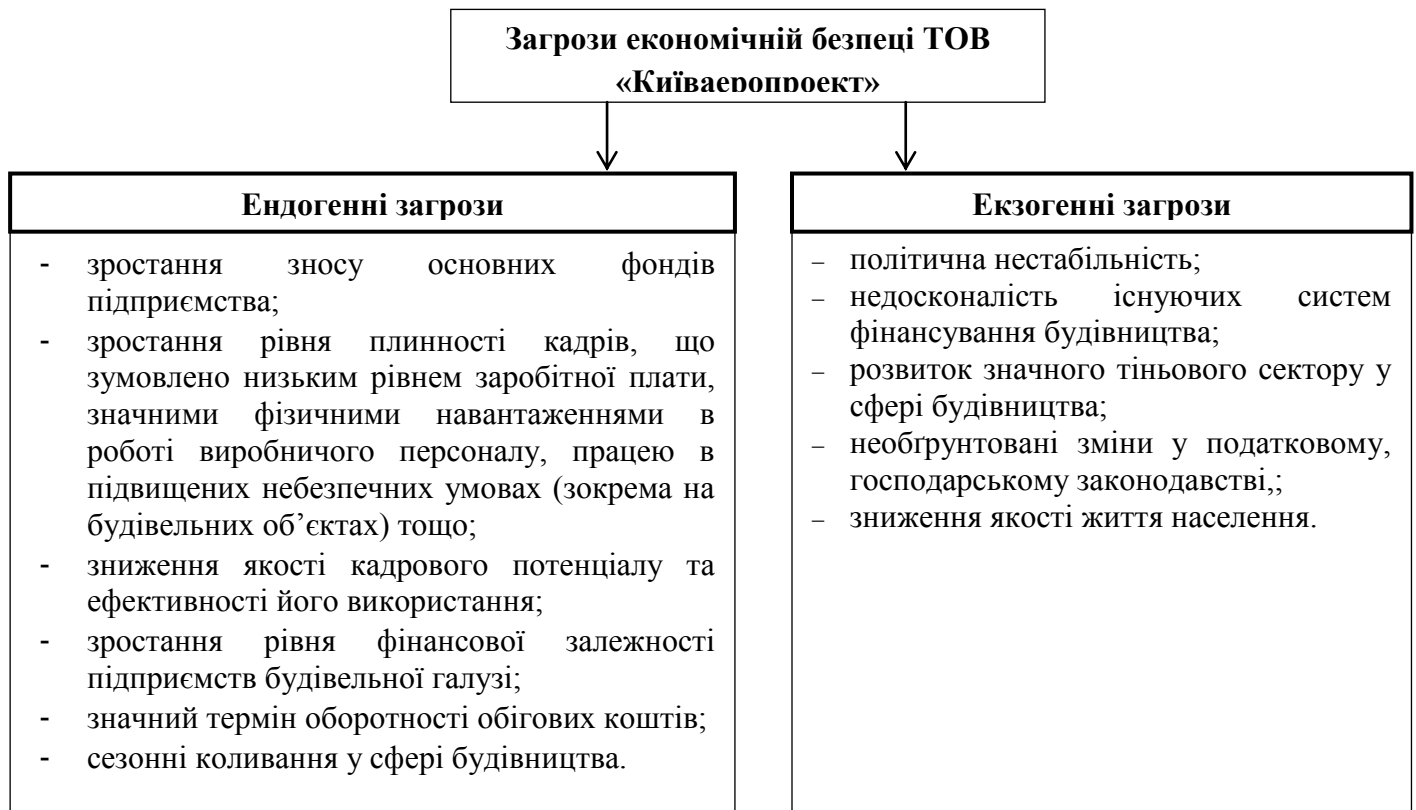 Загрози економічній безпеці ТОВ
«Київаеропроект»
Ендогенні загрози
- зростання зносу основних фондів
підприємства;
- зростання рівня плинності кадрів, що
зумовлено низьким рівнем заробітної плати,
значними фізичними навантаженнями в
роботі виробничого персоналу, працею в
підвищених небезпечних умовах (зокрема на
будівельних об’єктах) тощо;
- зниження якості кадрового потенціалу та
ефективності його використання;
- зростання рівня фінансової залежності
підприємств будівельної галузі;
- значний термін оборотності обігових коштів;
- сезонні коливання у сфері будівництва.
Екзогенні загрози
– політична нестабільність;
– недосконалість існуючих систем
фінансування будівництва;
– розвиток значного тіньового сектору у
сфері будівництва;
– необґрунтовані зміни у податковому,
господарському законодавстві,;
– зниження якості життя населення.